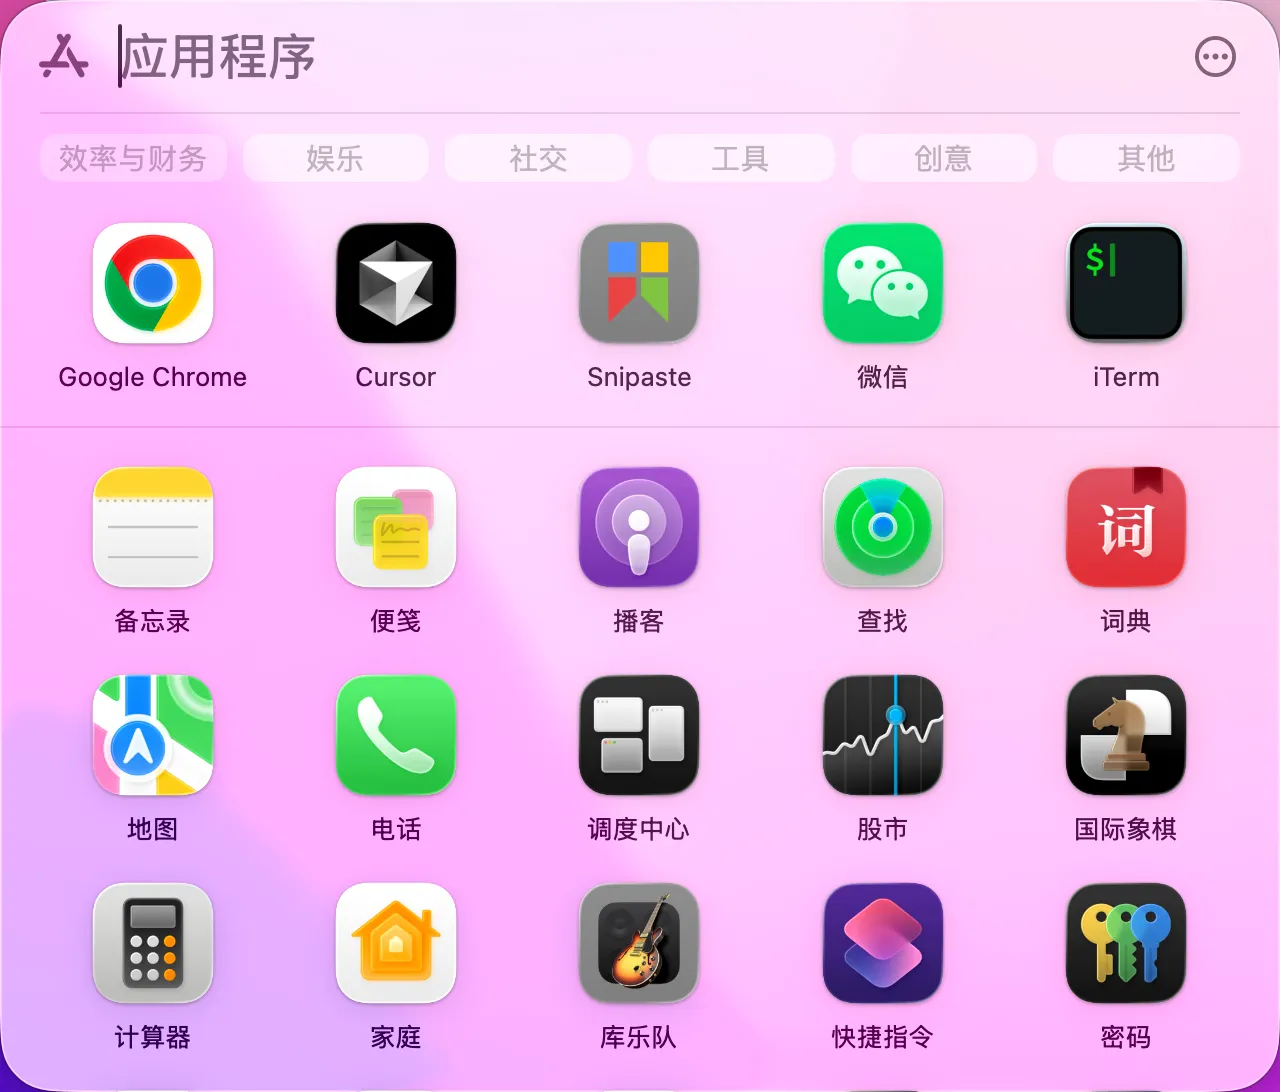 应用程序
效率与财务 娱乐 社交 工具 创意 其他
$
Google Chrome Cursor Snipaste 微信 iTerm
词
备忘录 便笺 播客 查找 词典
地图 电话 调度中心 股市 国际象棋
计算器 家庭 库乐队 快捷指令 密码